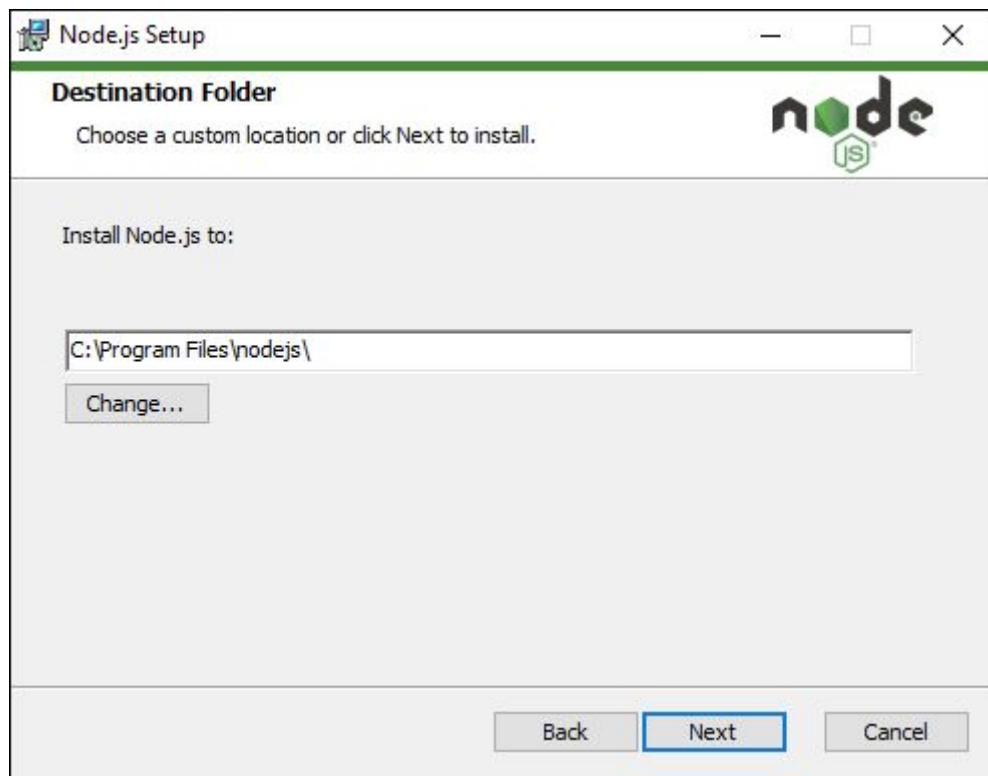 Node.js Setup
Destination Folder
Choose a custom location or click Next to install.
node
JS
Install Node.js to:
C:\Program Files\nodejs\
Change...
Back Next Cancel